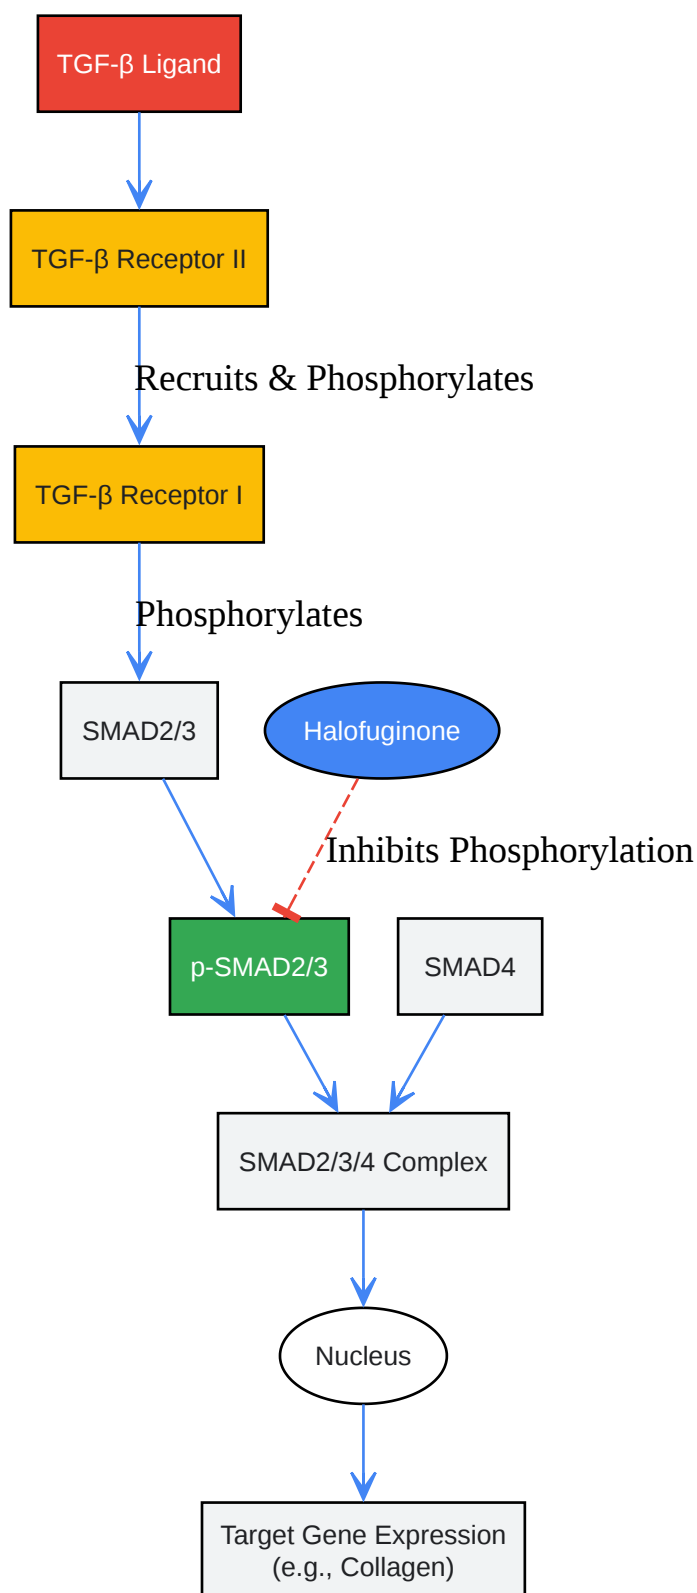 TGF-β Ligand
TGF-β Receptor II
Recruits & Phosphorylates
TGF-β Receptor I
Phosphorylates
SMAD2/3
Halofuginone
Inhibits Phosphorylation
p-SMAD2/3
SMAD4
SMAD2/3/4 Complex
Nucleus
Target Gene Expression
(e.g., Collagen)